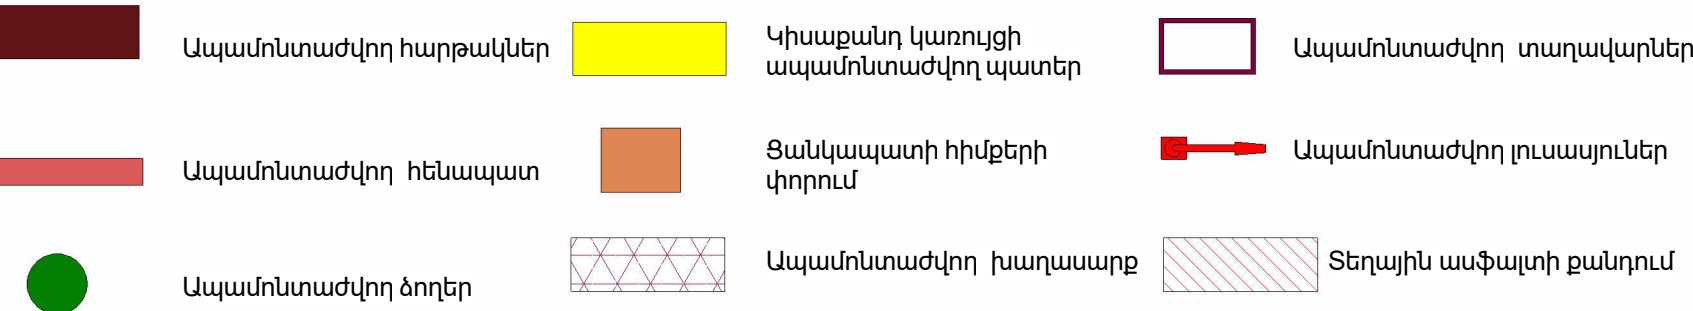 Ապամոնտաժվող հարթակներ
Կիսաքանդ կառույցի
ապամոնտաժվող պատեր
Ապամոնտաժվող տաղավարներ
Ապամոնտաժվող հենապատ
Ցանկապատի հիմքերի
փորում
Ապամոնտաժվող լուսասյուներ
Ապամոնտաժվող ձողեր
Ապամոնտաժվող խաղասարք
Տեղային ասֆալտի քանդում